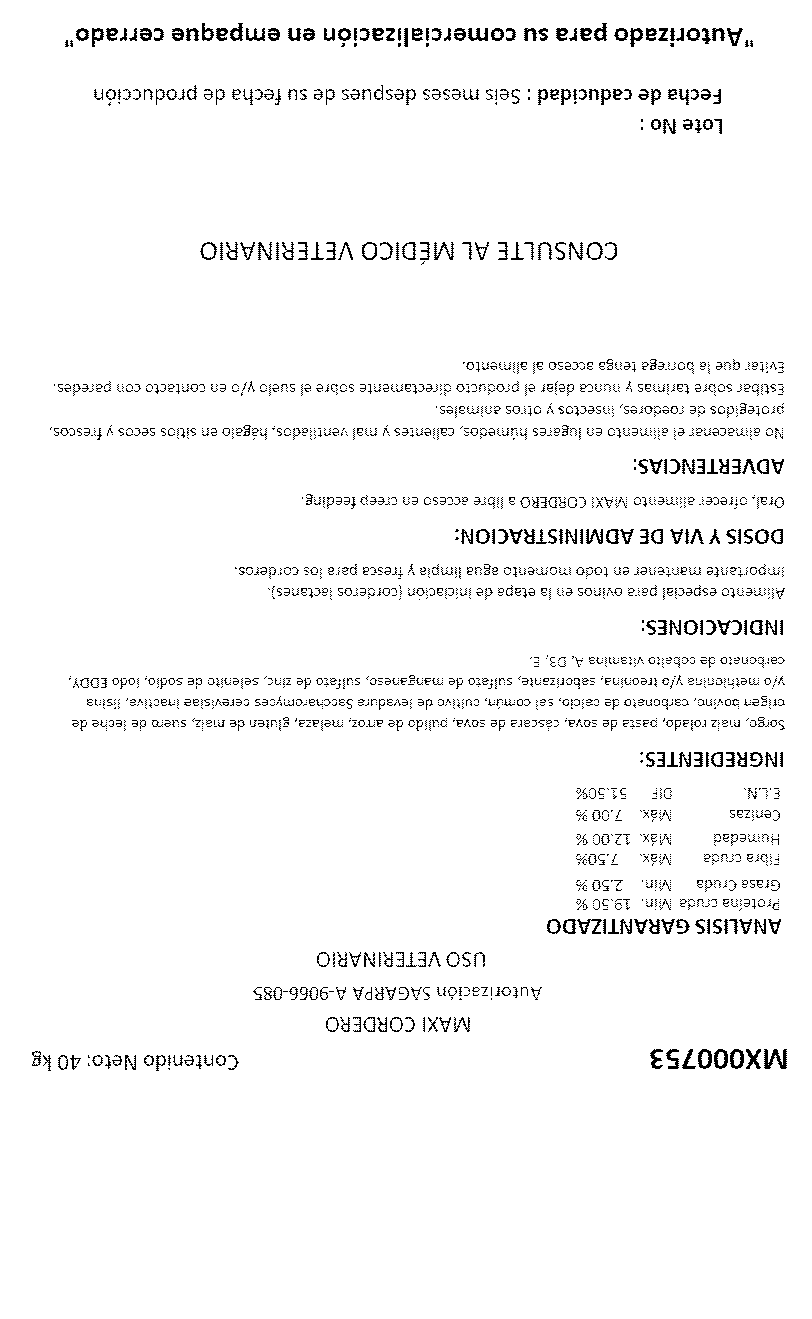 MX000753 Contenido Neto: 40 kg
MAXI CORDERO
Autorización SAGARPA A-9066-085
USO VETERINARIO
ANALISIS GARANTIZADO
Proteína cruda Min. 19.50 %
Grasa Cruda Min. 2.50 %
Fibra cruda Máx. 7.50%
Humedad Máx. 12.00 %
Cenizas Máx. 7.00 %
E.L.N. DIF 51.50%
INGREDIENTES:
Sorgo, maíz rolado, pasta de soya, cáscara de soya, pulido de arroz, melaza, gluten de maíz, suero de leche de
origen bovino, carbonato de calcio, sal común, cultivo de levadura Saccharomyces cerevisiae inactiva, lisina
y/o metionina y/o treonina, saborizante, sulfato de manganeso, sulfato de zinc, selenito de sodio, Iodo EDDY,
carbonato de cobalto vitamina A, D3, E.
INDICACIONES:
Alimento especial para ovinos en la etapa de iniciación (corderos lactantes).
Importante mantener en todo momento agua limpia y fresca para los corderos.
DOSIS Y VIA DE ADMINISTRACION:
Oral, ofrecer alimento MAXI CORDERO a libre acceso en creep feeding.
ADVERTENCIAS:
No almacenar el alimento en lugares húmedos, calientes y mal ventilados, hágalo en sitios secos y frescos,
protegidos de roedores, insectos y otros animales.
Estibar sobre tarimas y nunca dejar el producto directamente sobre el suelo y/o en contacto con paredes.
Evitar que la borrega tenga acceso al alimento.
CONSULTE AL MÉDICO VETERINARIO
Lote No :
Fecha de caducidad : Seis meses despues de su fecha de producción
"Autorizado para su comercialización en empaque cerrado"